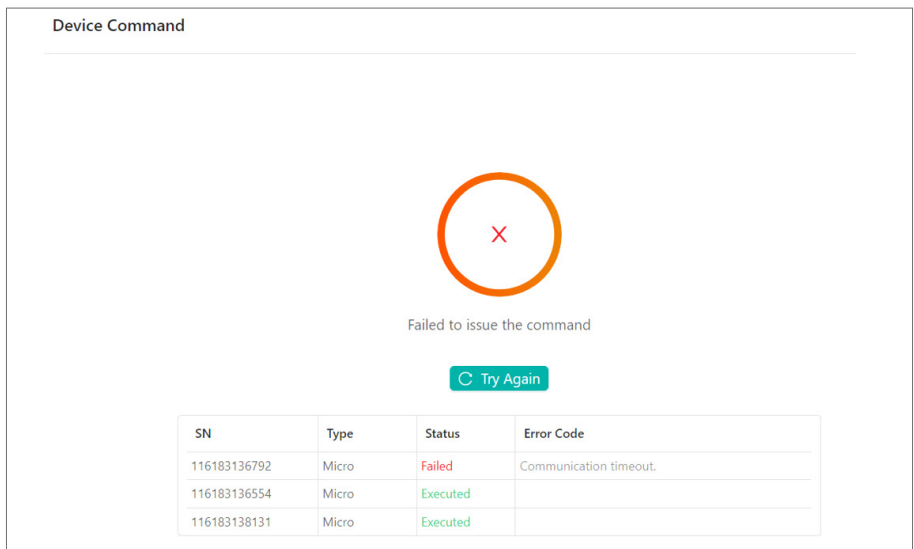 Device Command
X
Failed to issue the command
Try Again
SN Type Status Error Code
116183136792 Micro Failed Communication timeout.
116183136554 Micro Executed
116183138131 Micro Executed